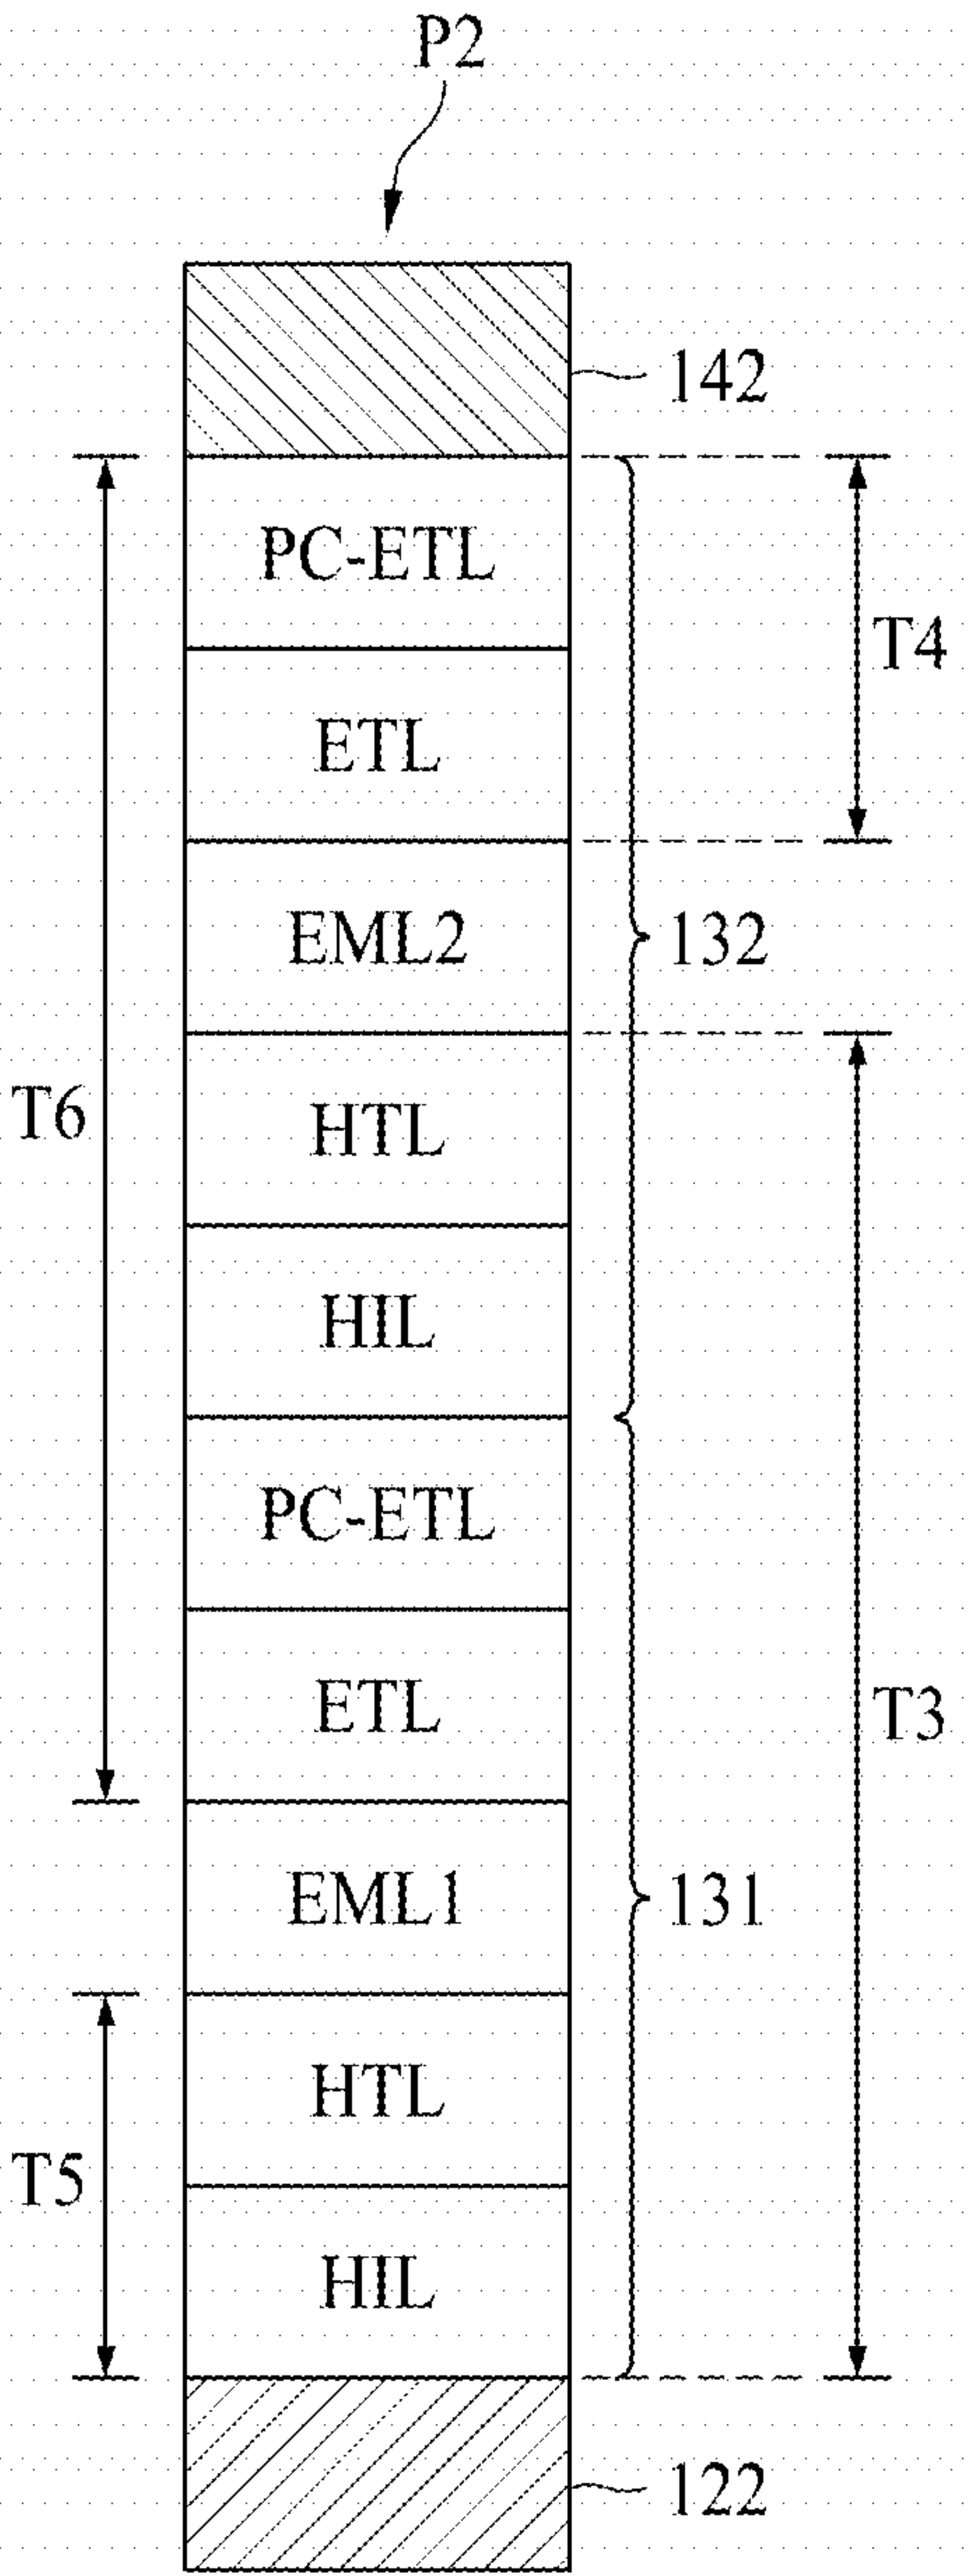 P2
142
PC-ETL
T4
ETL
EML2
132
T6
HTL
HIL
PC-ETL
ETL
T3
EML1
131
HTL
T5
HIL
122